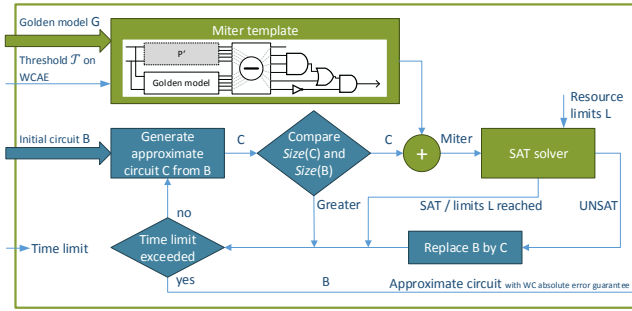 Golden model G
Miter template
Threshold 𝒯 on
WCAE
P'
Golden model
Resource
limits L
Initial circuit B
Generate
approximate
circuit C from B
C
Compare
Size(C) and
Size(B)
C
+
Miter
SAT solver
Greater
SAT / limits L reached
UNSAT
no
Time limit
Time limit
exceeded
Replace B by C
yes
B
Approximate circuit with WC absolute error guarantee